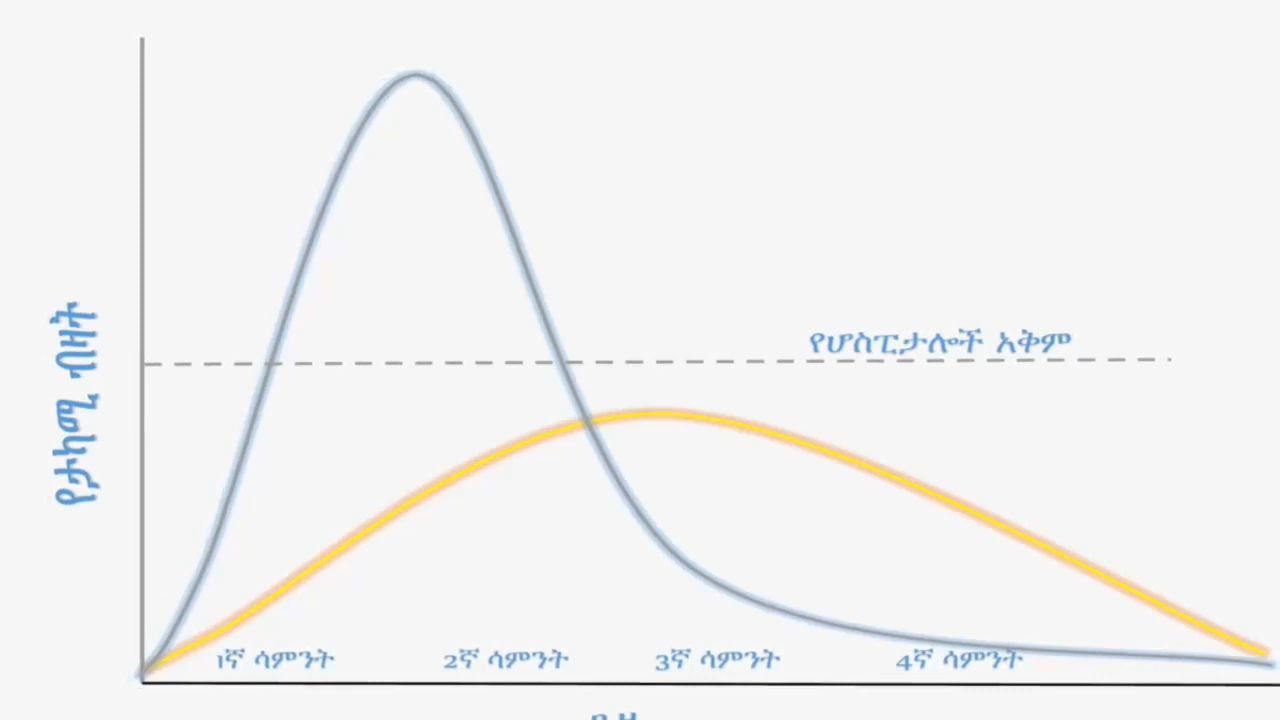 የታካሚ ብዛት
የሆስፒታሎች አቅም
1ኛ ሳምንት
2ኛ ሳምንት
3ኛ ሳምንት
4ኛ ሳምንት